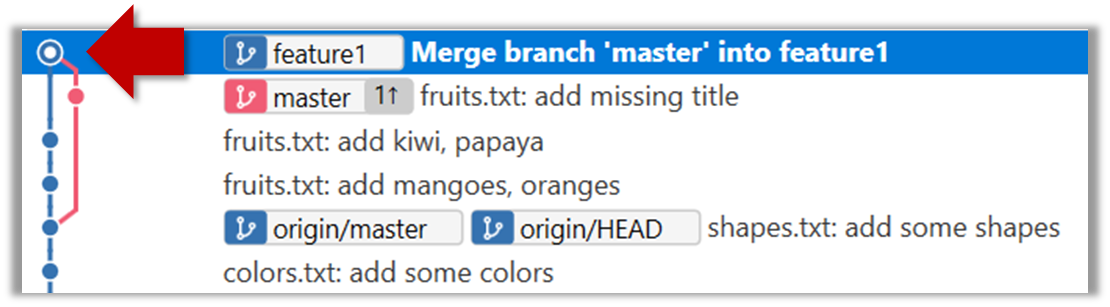 feature1 Merge branch 'master' into feature1
master 1↑ fruits.txt: add missing title
fruits.txt: add kiwi, papaya
fruits.txt: add mangoes, oranges
origin/master origin/HEAD shapes.txt: add some shapes
colors.txt: add some colors